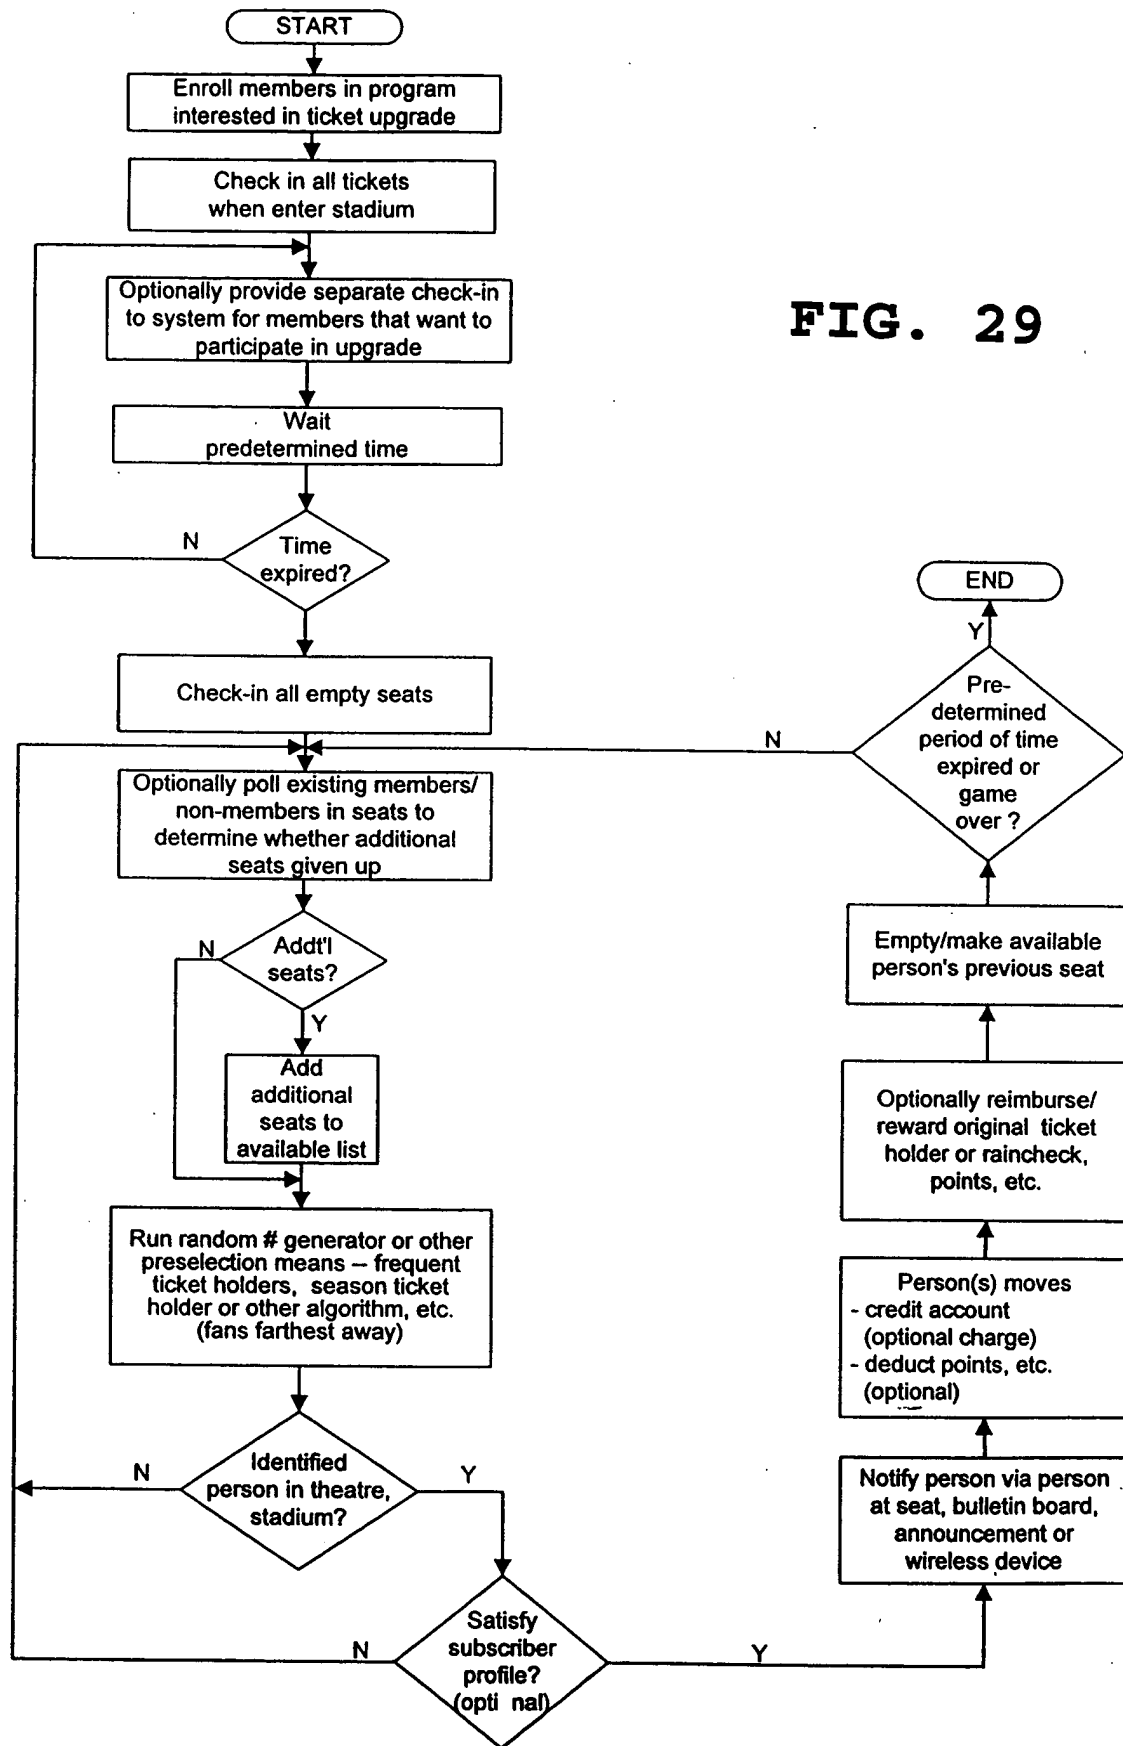 START
Enroll members in program
interested in ticket upgrade
Check in all tickets
when enter stadium
Optionally provide separate check-in
to system for members that want to
participate in upgrade
FIG. 29
Wait
predetermined time
N
Time
expired?
Check-in all empty seats
Optionally poll existing members/
non-members in seats to
determine whether additional
seats given up
N
Addt'l
seats?
Y
Add
additional
seats to
available list
Run random # generator or other
preselection means – frequent
ticket holders, season ticket
holder or other algorithm, etc.
(fans farthest away)
N
Identified
person in theatre,
stadium?
Y
N
Satisfy
subscriber
profile?
(opti nal)
Y
Notify person via person
at seat, bulletin board,
announcement or
wireless device
Person(s) moves
- credit account
(optional charge)
- deduct points, etc.
(optional)
Optionally reimburse/
reward original ticket
holder or raincheck,
points, etc.
Empty/make available
person's previous seat
Pre-
determined
period of time
expired or
game
over ?
N
Y
END